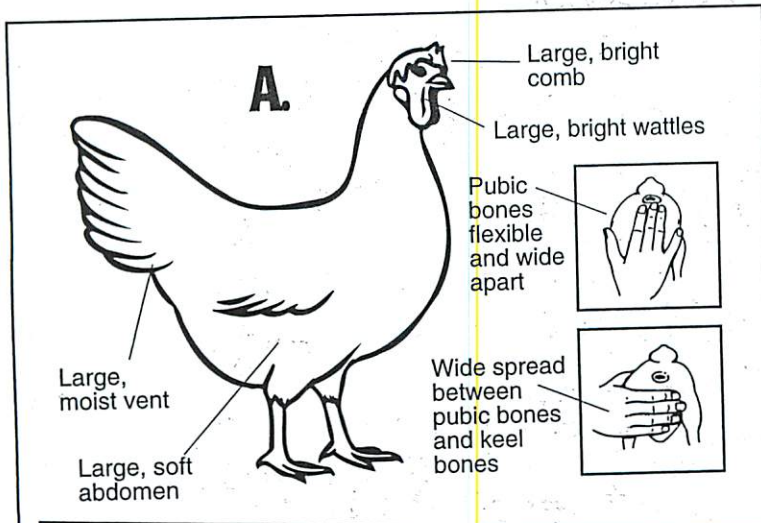 A.
Large, bright
comb
Large, bright wattles
Pubic
bones
flexible
and wide
apart
Wide spread
between
pubic bones
and keel
bones
Large,
moist vent
Large, soft
abdomen